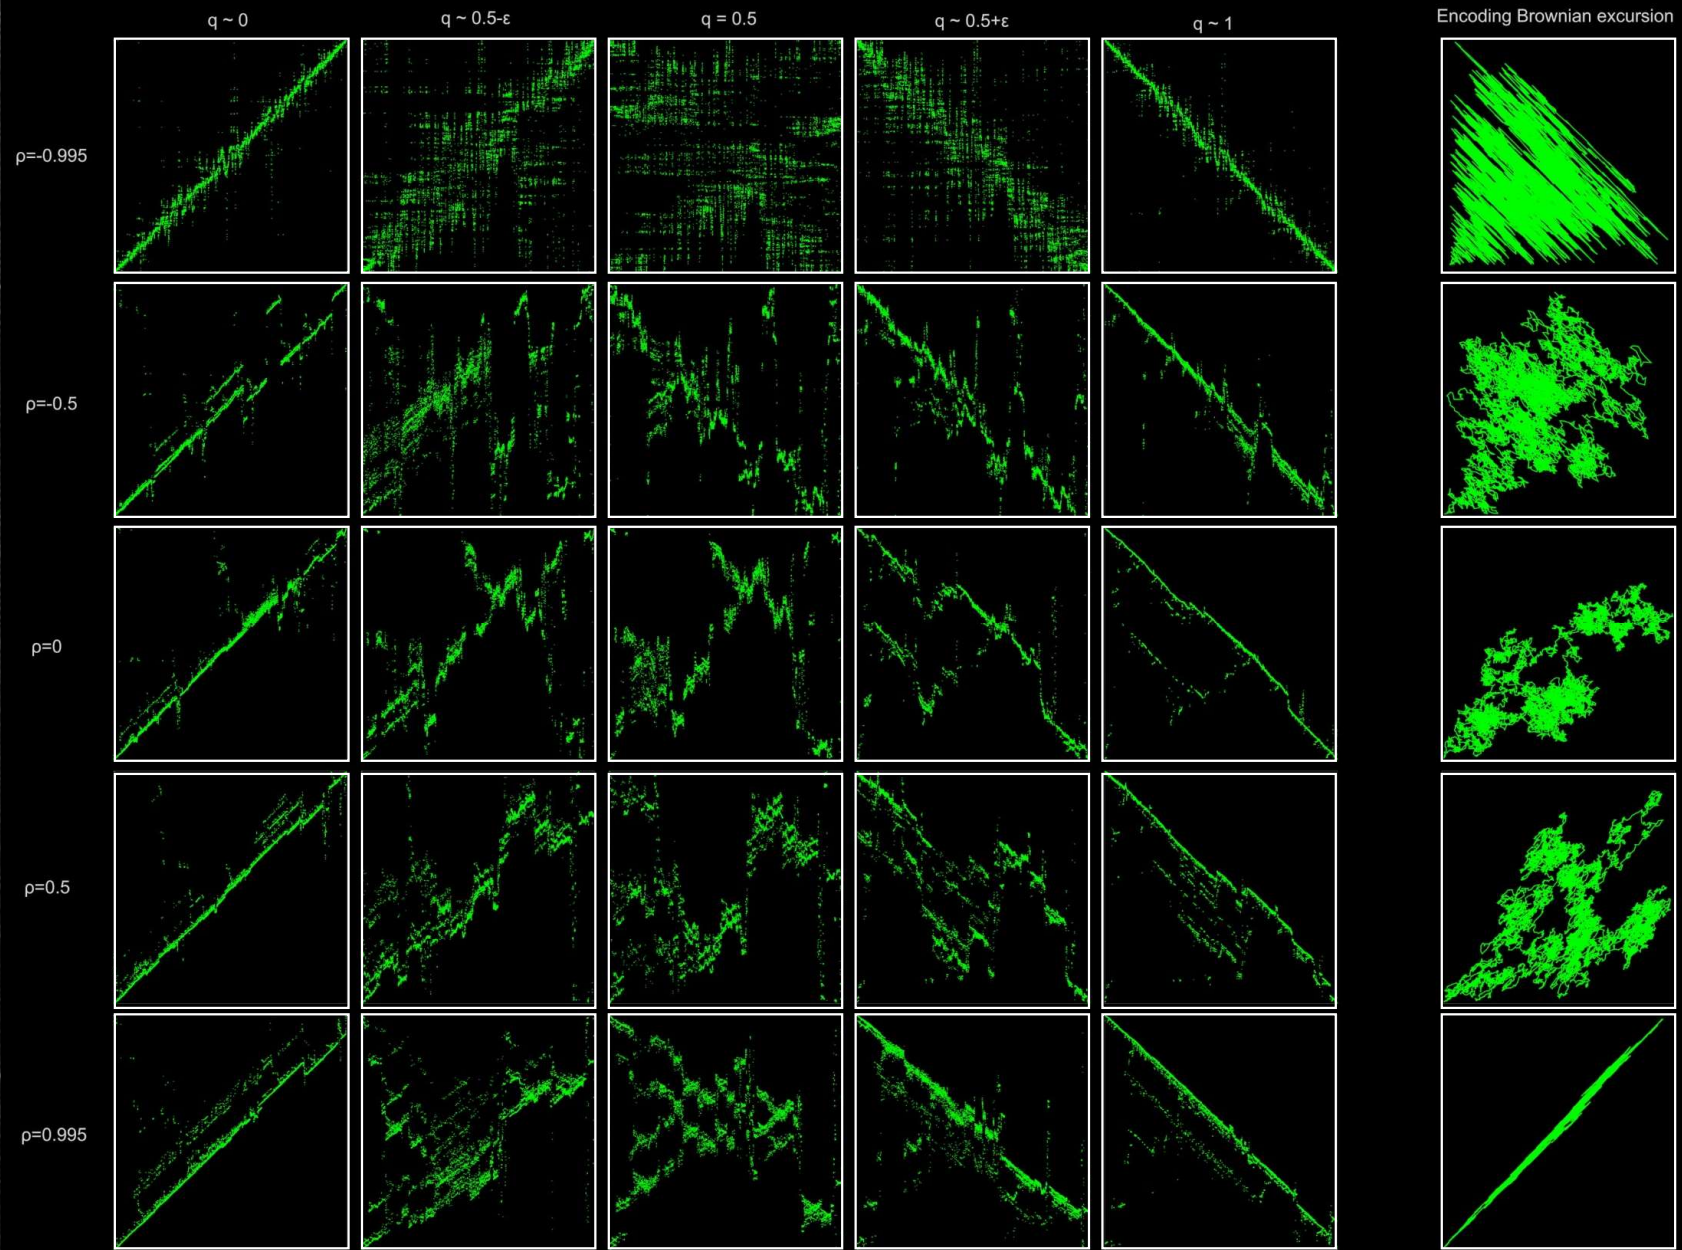 q ~ 0
q ~ 0.5-ε
q = 0.5
q ~ 0.5+ε
q ~ 1
Encoding Brownian excursion
ρ=-0.995
ρ=-0.5
ρ=0
ρ=0.5
ρ=0.995